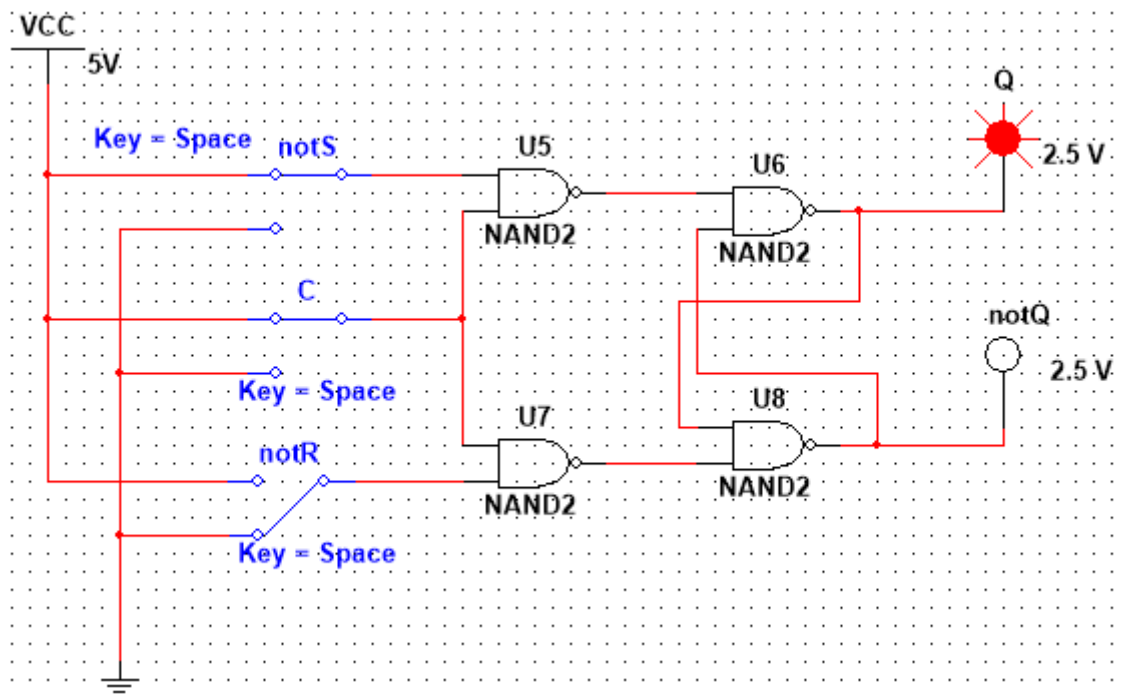 VCC
5V
Key = Space
notS
U5
NAND2
U6
NAND2
Q
2.5 V
C
Key = Space
notQ
2.5 V
U7
NAND2
U8
NAND2
notR
Key = Space